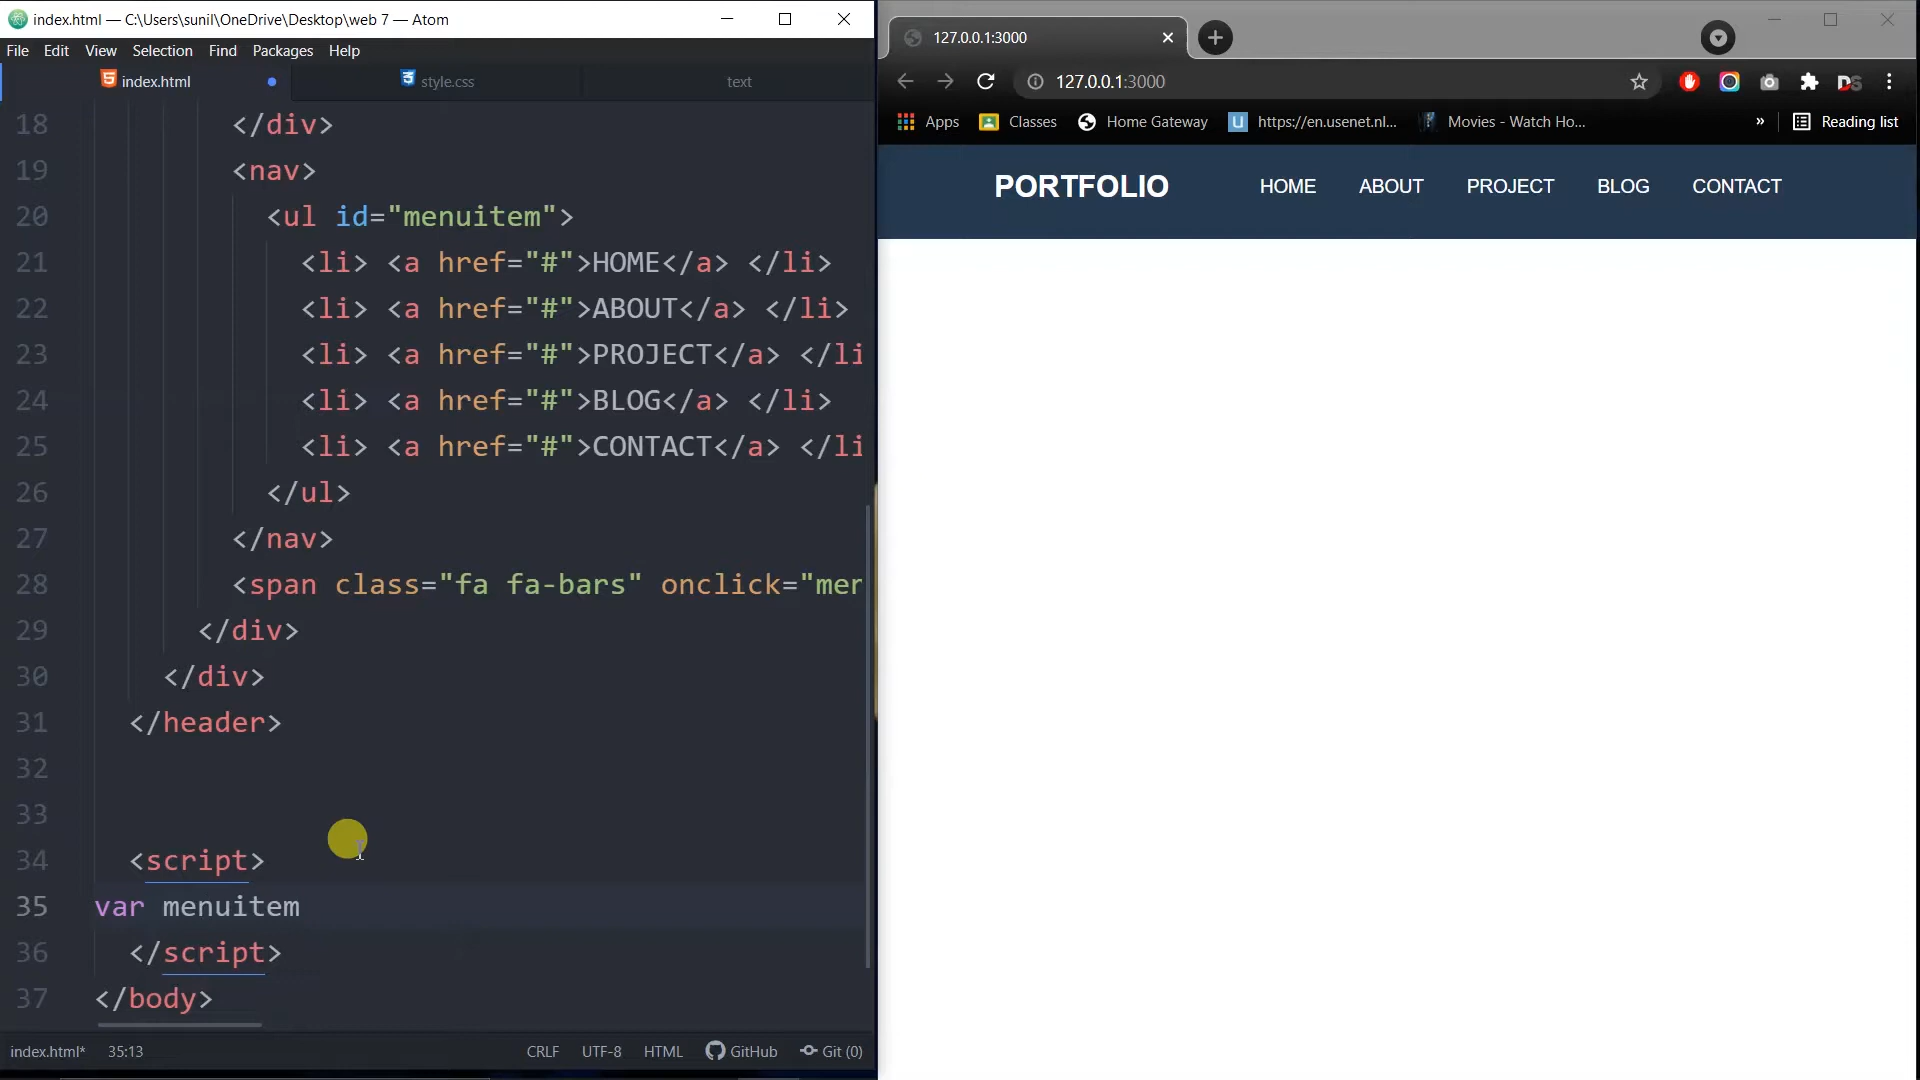 index.html — C:\Users\sunil\OneDrive\Desktop\web 7 — Atom
File Edit View Selection Find Packages Help
index.html style.css text
18 </div>
19 <nav>
20 <ul id="menuitem">
21 <li> <a href="#">HOME</a> </li>
22 <li> <a href="#">ABOUT</a> </li>
23 <li> <a href="#">PROJECT</a> </li
24 <li> <a href="#">BLOG</a> </li>
25 <li> <a href="#">CONTACT</a> </li
26 </ul>
27 </nav>
28 <span class="fa fa-bars" onclick="men
29 </div>
30 </div>
31 </header>
32
33
34 <script>
35 var menuitem
36 </script>
37 </body>
index.html* 35:13 CRLF UTF-8 HTML GitHub Git (0)
127.0.0.1:3000
127.0.0.1:3000
Apps Classes Home Gateway U https://en.usenet.nl... Movies - Watch Ho... » Reading list
PORTFOLIO HOME ABOUT PROJECT BLOG CONTACT